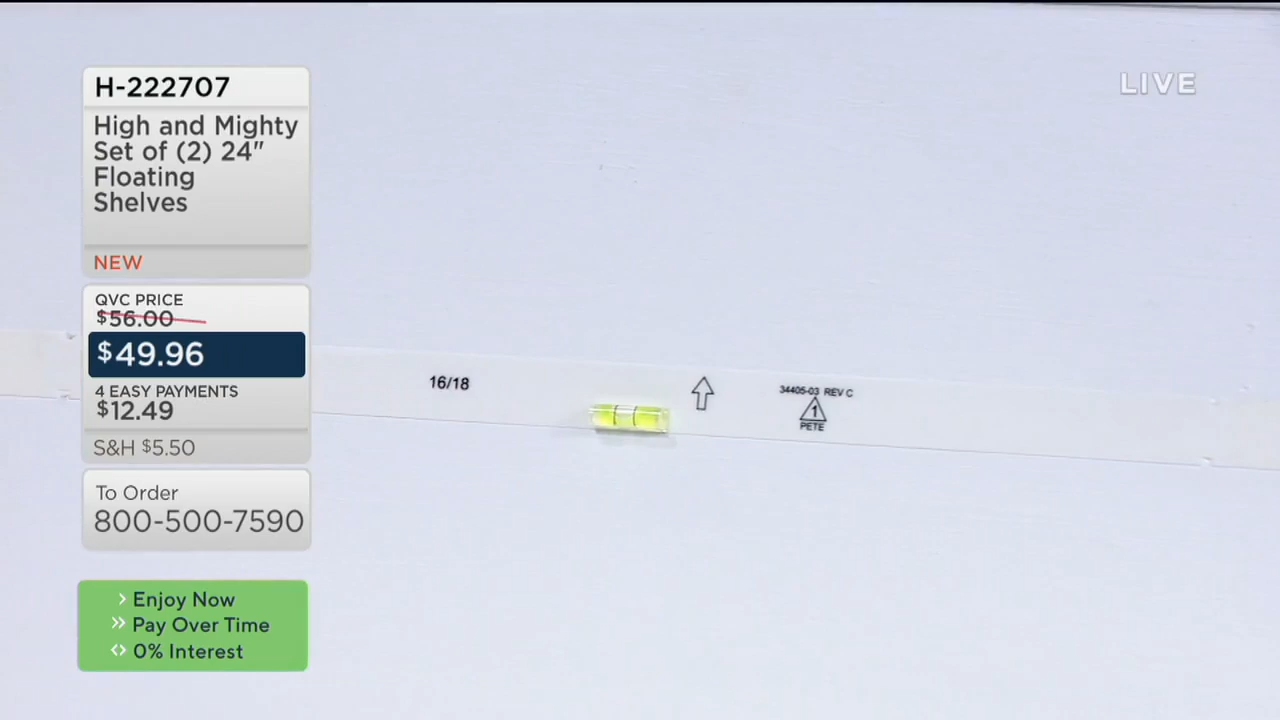 H-222707
High and Mighty
Set of (2) 24"
Floating
Shelves
NEW
QVC PRICE
$56.00
$49.96
4 EASY PAYMENTS
$12.49
S&H $5.50
To Order
800-500-7590
> Enjoy Now
>> Pay Over Time
<> 0% Interest
LIVE
16/18
34405-03 REV C
1
PETE